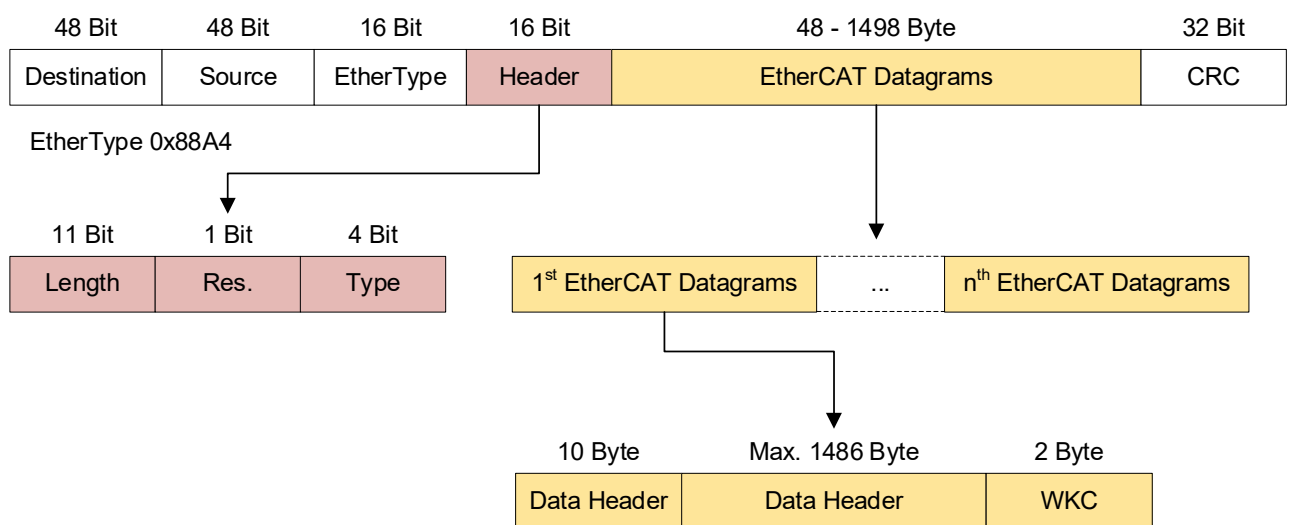 48 Bit 48 Bit 16 Bit 16 Bit 48 - 1498 Byte 32 Bit
Destination Source EtherType Header EtherCAT Datagrams CRC
EtherType 0x88A4
11 Bit 1 Bit 4 Bit
Length Res. Type
1st EtherCAT Datagrams ... nth EtherCAT Datagrams
10 Byte Max. 1486 Byte 2 Byte
Data Header Data Header WKC